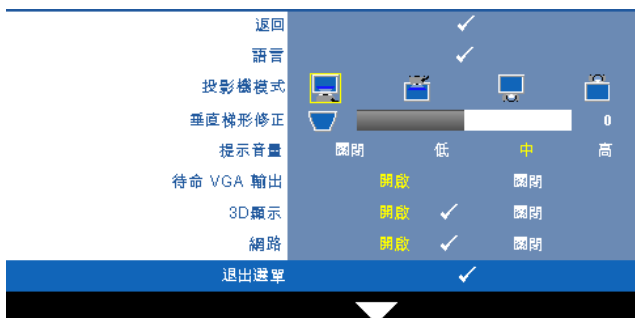 返回
語言
投影機模式
垂直梯形修正 0
提示音量 關閉 低 中 高
待命 VGA 輸出 開啟 關閉
3D顯示 開啟 關閉
網路 開啟 關閉
退出選單